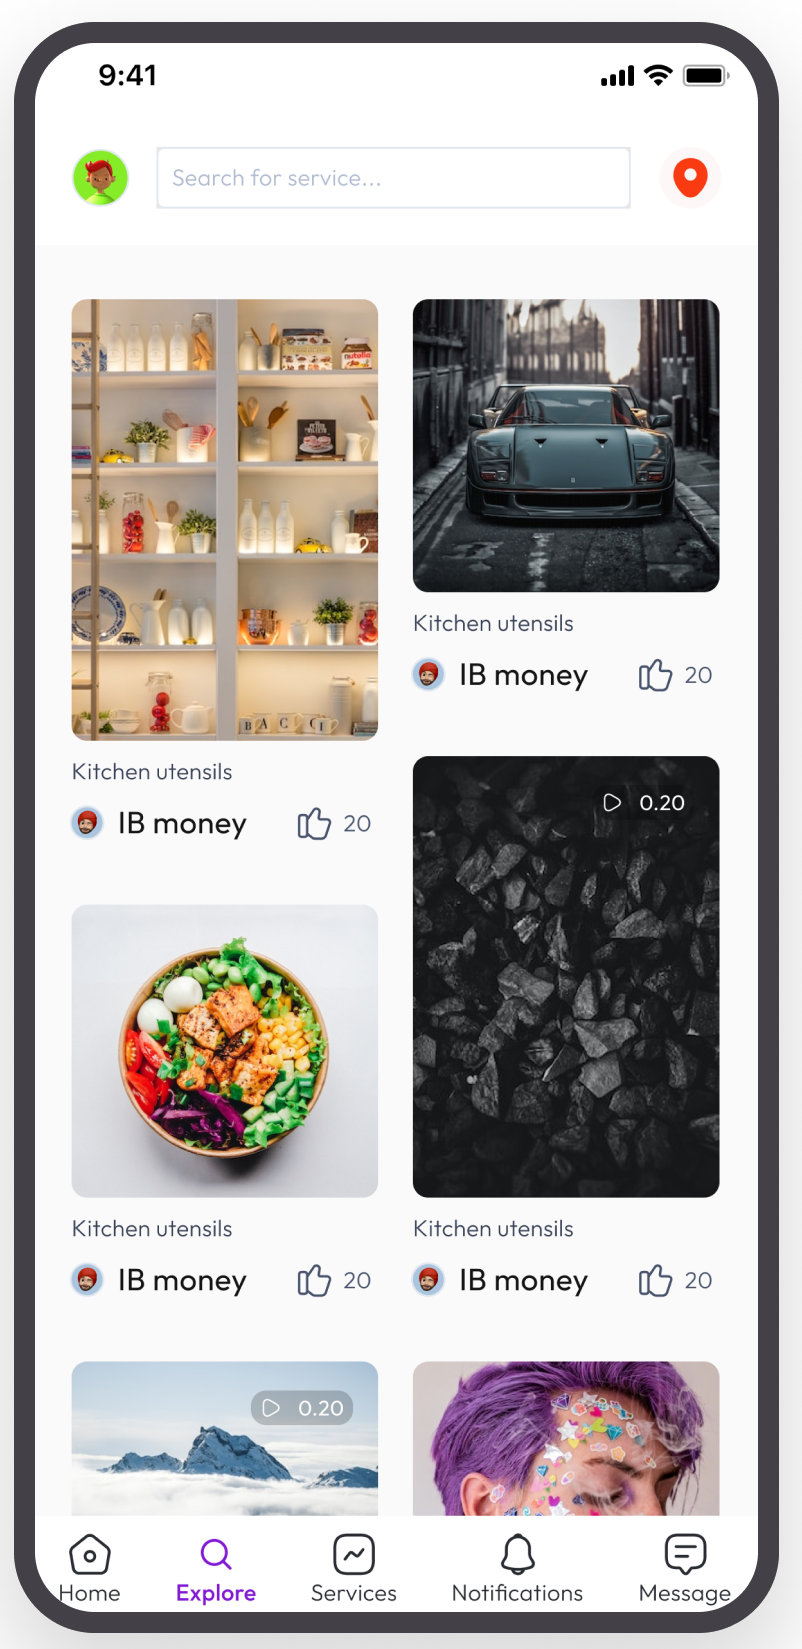 9:41
Search for service...
nutella
Kitchen utensils
IB money 20
B A C C I
Kitchen utensils
IB money 20
0.20
Kitchen utensils
IB money 20
Kitchen utensils
IB money 20
0.20
Home
Explore
Services
Notifications
Message